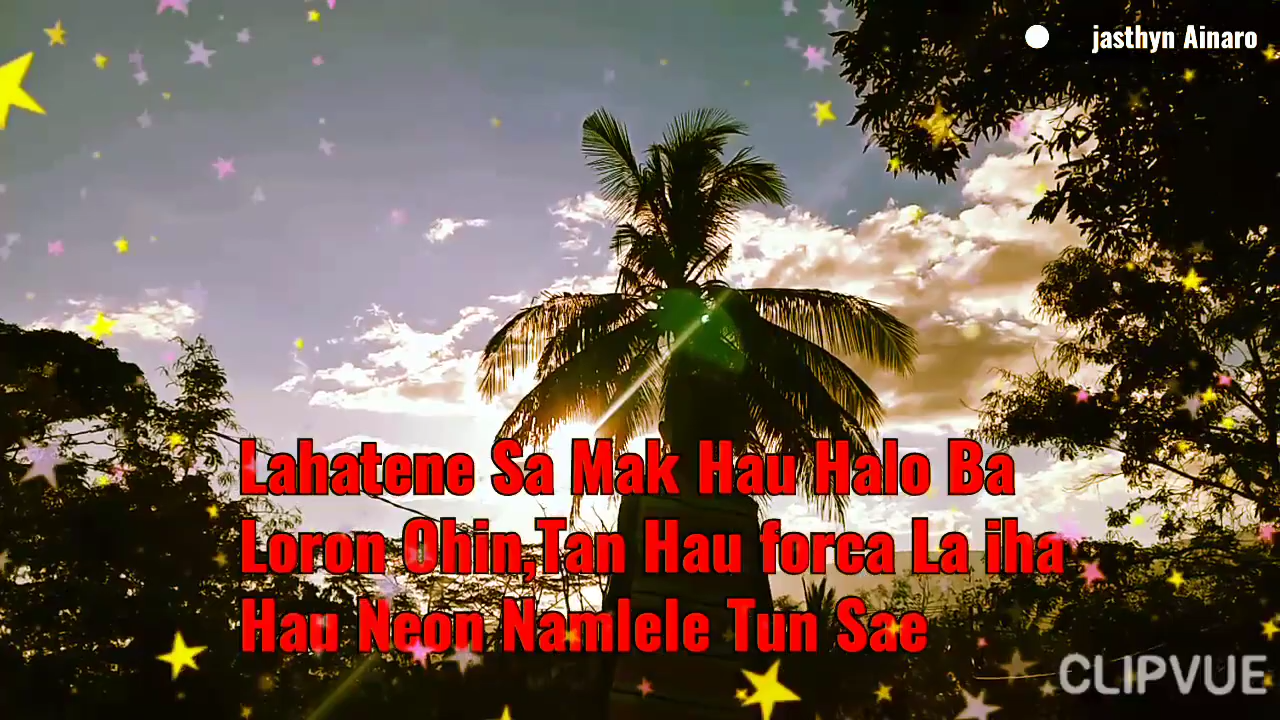 jasthyn Ainaro
Lahatene Sa Mak Hau Halo Ba
Loron Ohin,Tan Hau forca La iha
Hau Neon Namlele Tun Sae
CLIPVUE